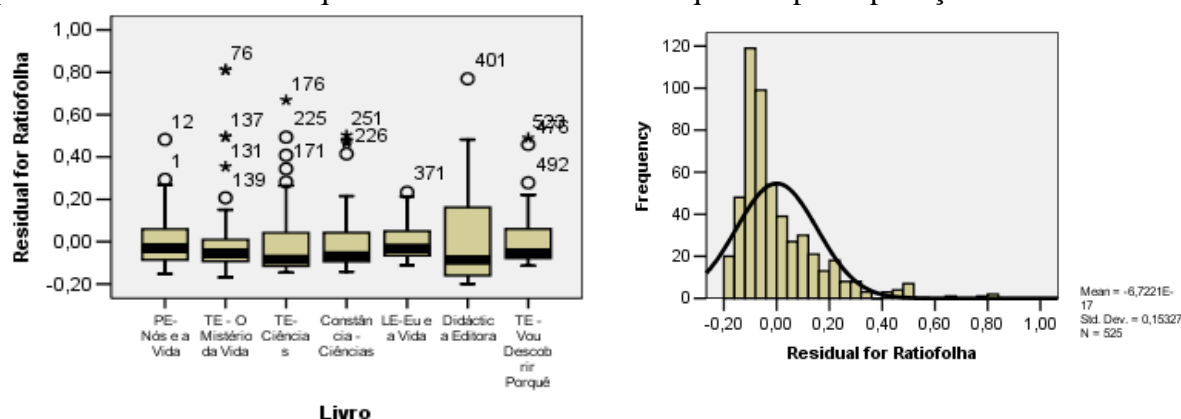 1,00
0,80
0,60
0,40
0,20
0,00
-0,20
Residual for Ratiofolha
12
1
76
137
131
139
176
225
171
251
226
371
401
492
PE-
Nós e a
Vida
TE - O
Mistério
da Vida
TE-
Ciência
s
Constân
cia -
Ciências
LE-Eu e
a Vida
Didáctic
a Editora
TE -
Vou
Descob
rir
Porquê
Livro
120
100
80
60
40
20
0
Frequency
-0,20 0,00 0,20 0,40 0,60 0,80 1,00
Residual for Ratiofolha
Mean = -6,7221E-
17
Std. Dev. = 0,15327
N = 525